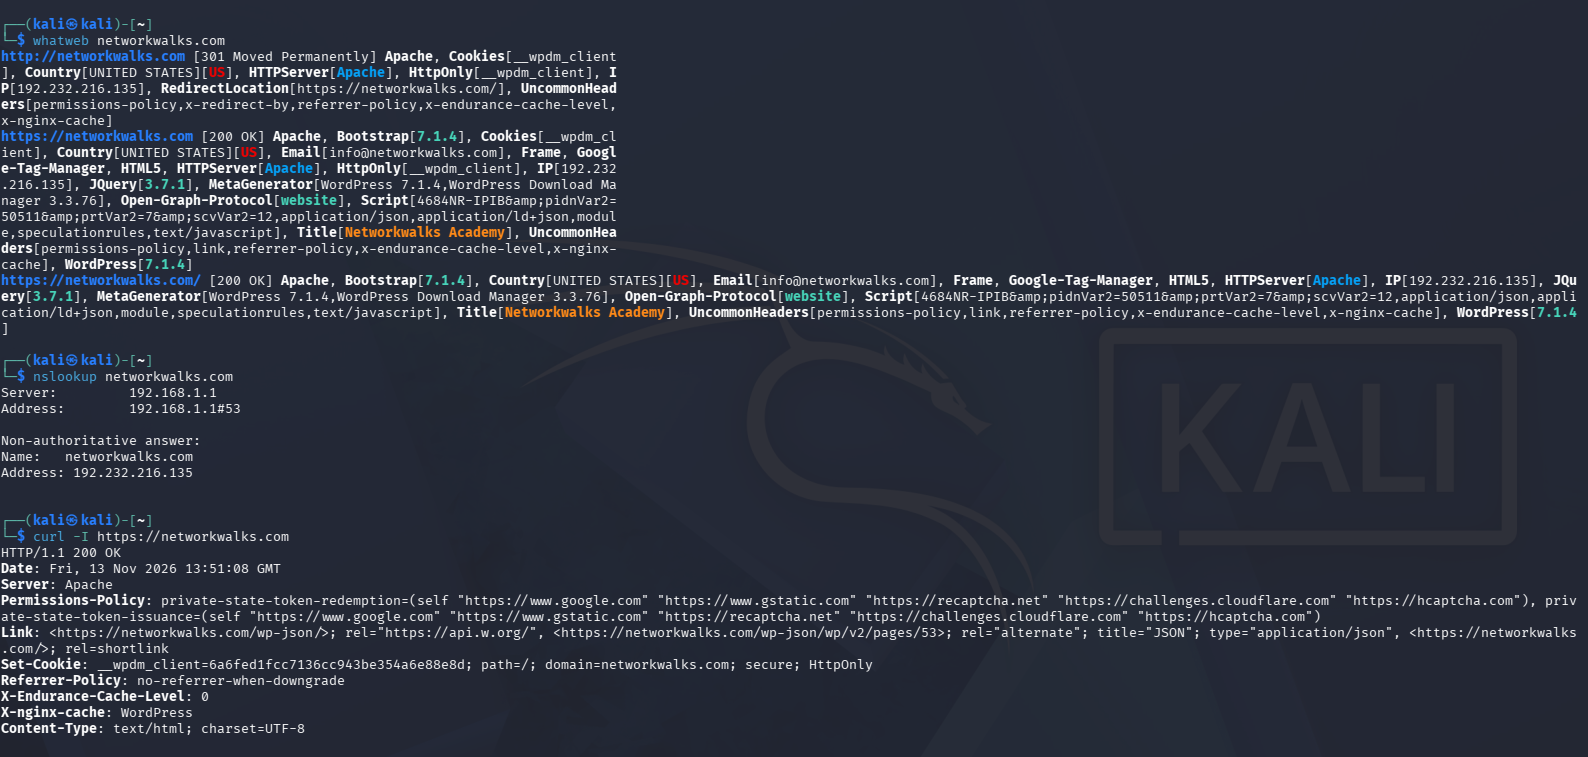 ┌──(kali㉿kali)-[~]
└─$ whatweb networkwalks.com
http://networkwalks.com [301 Moved Permanently] Apache, Cookies[__wpdm_client
], Country[UNITED STATES][US], HTTPServer[Apache], HttpOnly[__wpdm_client], I
P[192.232.216.135], RedirectLocation[https://networkwalks.com/], UncommonHead
ers[permissions-policy,x-redirect-by,referrer-policy,x-endurance-cache-level,
x-nginx-cache]
https://networkwalks.com [200 OK] Apache, Bootstrap[7.1.4], Cookies[__wpdm_cl
ient], Country[UNITED STATES][US], Email[info@networkwalks.com], Frame, Googl
e-Tag-Manager, HTML5, HTTPServer[Apache], HttpOnly[__wpdm_client], IP[192.232
.216.135], JQuery[3.7.1], MetaGenerator[WordPress 7.1.4,WordPress Download Ma
nager 3.3.76], Open-Graph-Protocol[website], Script[4684NR-IPIB&amp;pidnVar2=
50511&amp;prtVar2=7&amp;scvVar2=12,application/json,application/ld+json,modul
e,speculationrules,text/javascript], Title[Networkwalks Academy], UncommonHea
ders[permissions-policy,link,referrer-policy,x-endurance-cache-level,x-nginx-
cache], WordPress[7.1.4]
https://networkwalks.com/ [200 OK] Apache, Bootstrap[7.1.4], Country[UNITED STATES][US], Email[info@networkwalks.com], Frame, Google-Tag-Manager, HTML5, HTTPServer[Apache], IP[192.232.216.135], JQu
ery[3.7.1], MetaGenerator[WordPress 7.1.4,WordPress Download Manager 3.3.76], Open-Graph-Protocol[website], Script[4684NR-IPIB&amp;pidnVar2=50511&amp;prtVar2=7&amp;scvVar2=12,application/json,appli
cation/ld+json,module,speculationrules,text/javascript], Title[Networkwalks Academy], UncommonHeaders[permissions-policy,link,referrer-policy,x-endurance-cache-level,x-nginx-cache], WordPress[7.1.4
]
┌──(kali㉿kali)-[~]
└─$ nslookup networkwalks.com
Server:         192.168.1.1
Address:        192.168.1.1#53
Non-authoritative answer:
Name:   networkwalks.com
Address: 192.232.216.135
┌──(kali㉿kali)-[~]
└─$ curl -I https://networkwalks.com
HTTP/1.1 200 OK
Date: Fri, 13 Nov 2026 13:51:08 GMT
Server: Apache
Permissions-Policy: private-state-token-redemption=(self "https://www.google.com" "https://www.gstatic.com" "https://recaptcha.net" "https://challenges.cloudflare.com" "https://hcaptcha.com"), priv
ate-state-token-issuance=(self "https://www.google.com" "https://www.gstatic.com" "https://recaptcha.net" "https://challenges.cloudflare.com" "https://hcaptcha.com")
Link: <https://networkwalks.com/wp-json/>; rel="https://api.w.org/", <https://networkwalks.com/wp-json/wp/v2/pages/53>; rel="alternate"; title="JSON"; type="application/json", <https://networkwalks
.com/>; rel=shortlink
Set-Cookie: __wpdm_client=6a6fed1fcc7136cc943be354a6e88e8d; path=/; domain=networkwalks.com; secure; HttpOnly
Referrer-Policy: no-referrer-when-downgrade
X-Endurance-Cache-Level: 0
X-nginx-cache: WordPress
Content-Type: text/html; charset=UTF-8
KALI